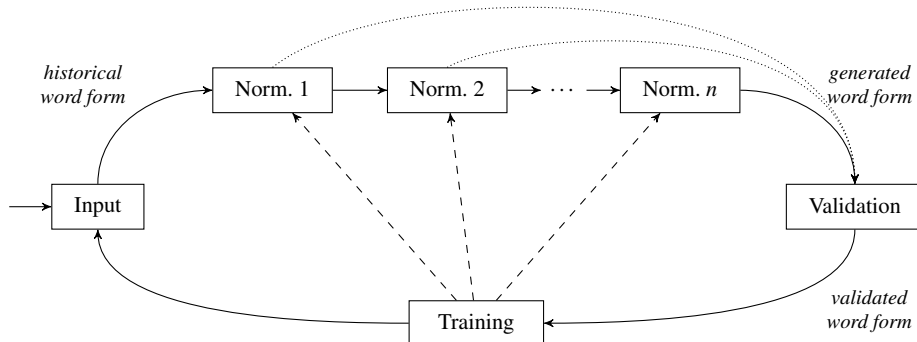 historical
word form
Norm. 1
Norm. 2
···
Norm. n
generated
word form
Input
Validation
Training
validated
word form